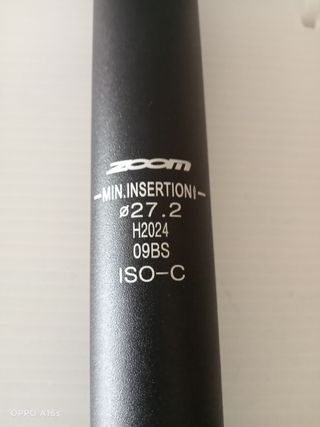 ZOOM
-MIN.INSERTION-
ø27.2
H2024
09BS
ISO-C
OPPO A16s